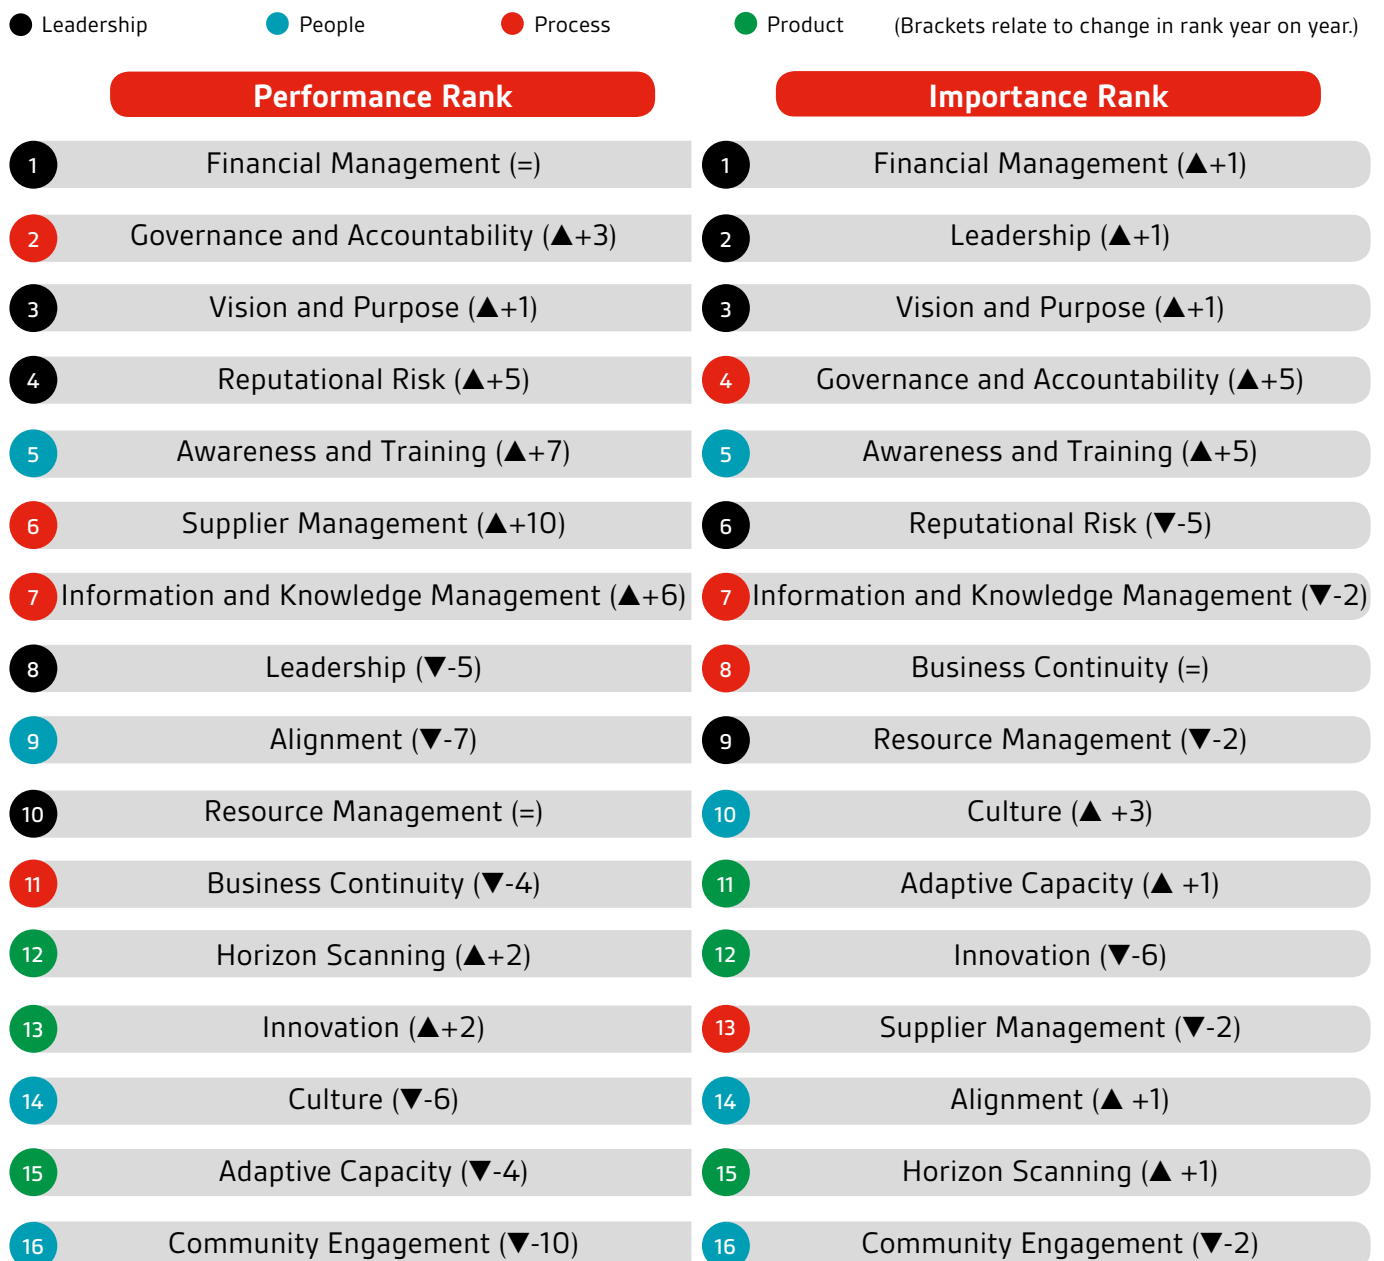 Leadership People Process Product (Brackets relate to change in rank year on year.)
Performance Rank Importance Rank
1 Financial Management (=) 1 Financial Management (▲+1)
2 Governance and Accountability (▲+3) 2 Leadership (▲+1)
3 Vision and Purpose (▲+1) 3 Vision and Purpose (▲+1)
4 Reputational Risk (▲+5) 4 Governance and Accountability (▲+5)
5 Awareness and Training (▲+7) 5 Awareness and Training (▲+5)
6 Supplier Management (▲+10) 6 Reputational Risk (▼-5)
7 Information and Knowledge Management (▲+6) 7 Information and Knowledge Management (▼-2)
8 Leadership (▼-5) 8 Business Continuity (=)
9 Alignment (▼-7) 9 Resource Management (▼-2)
10 Resource Management (=) 10 Culture (▲ +3)
11 Business Continuity (▼-4) 11 Adaptive Capacity (▲ +1)
12 Horizon Scanning (▲+2) 12 Innovation (▼-6)
13 Innovation (▲+2) 13 Supplier Management (▼-2)
14 Culture (▼-6) 14 Alignment (▲ +1)
15 Adaptive Capacity (▼-4) 15 Horizon Scanning (▲ +1)
16 Community Engagement (▼-10) 16 Community Engagement (▼-2)